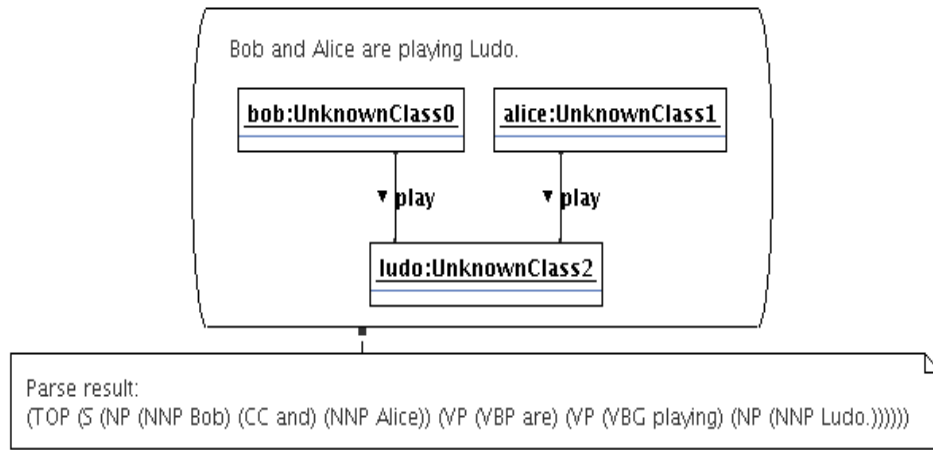 Bob and Alice are playing Ludo.
bob:UnknownClass0 alice:UnknownClass1
play play
ludo:UnknownClass2
Parse result:
(TOP (S (NP (NNP Bob) (CC and) (NNP Alice)) (VP (VBP are) (VP (VBG playing) (NP (NNP Ludo.))))))